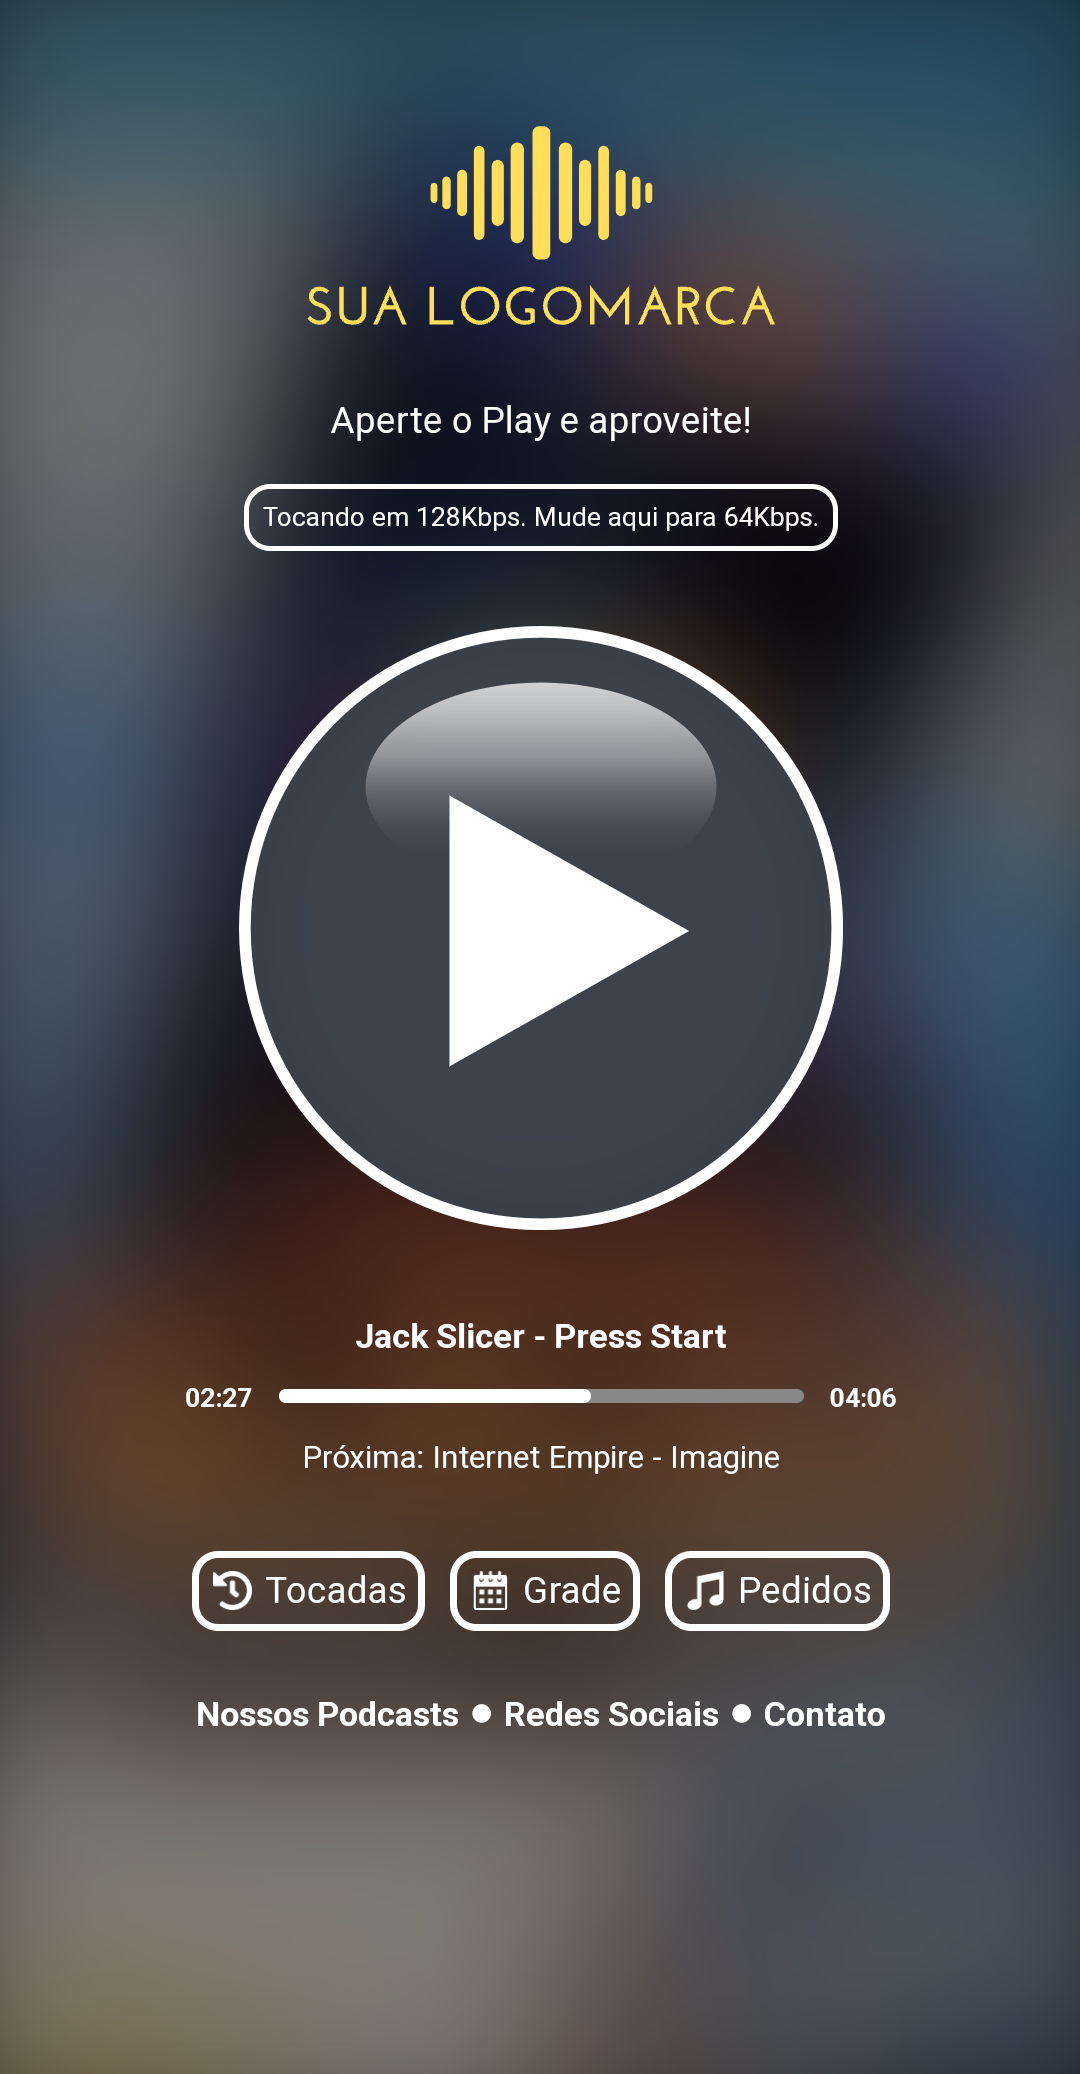 SUA LOGOMARCA
Aperte o Play e aproveite!
Tocando em 128Kbps. Mude aqui para 64Kbps.
Jack Slicer - Press Start
02:27 04:06
Próxima: Internet Empire - Imagine
Tocadas Grade Pedidos
Nossos Podcasts ● Redes Sociais ● Contato